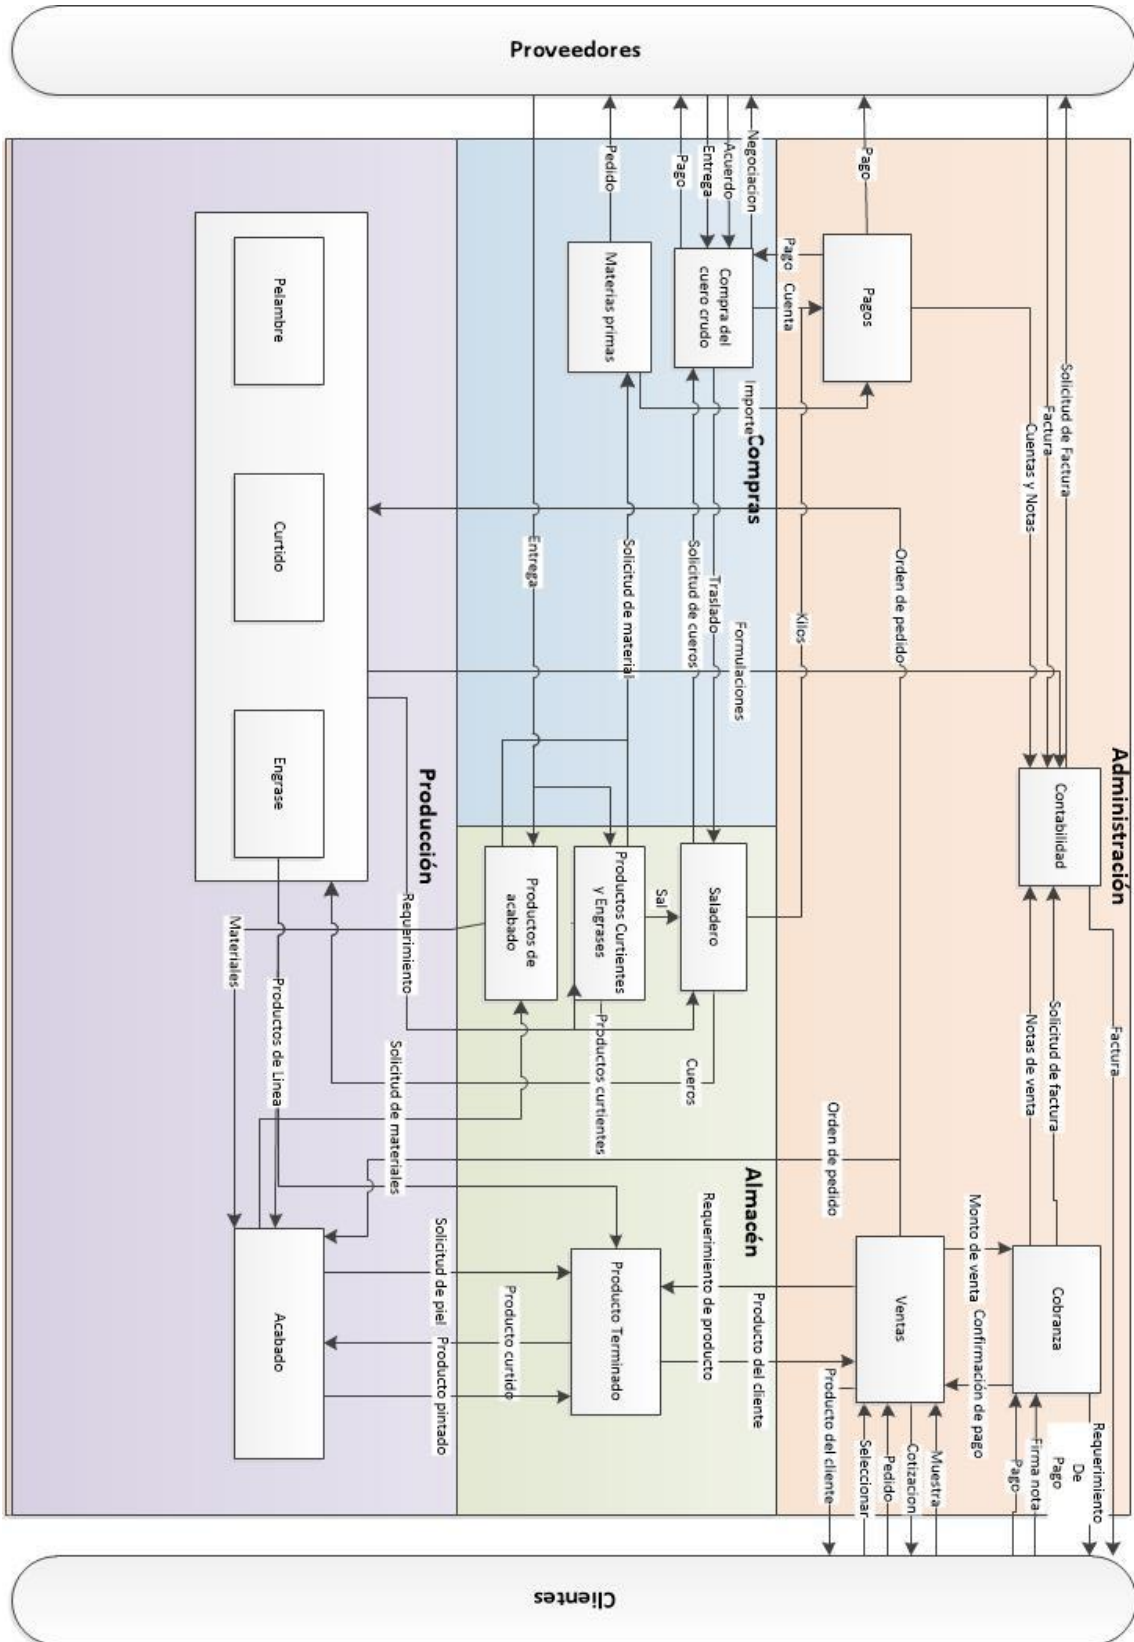 Proveedores
Pago
Negociacion
Acuerdo
Entrega
Pago
Pedido
Pagos
Pago
Cuenta
Compra del
cuero crudo
Materias primas
Importe
Compras
Solicitud de Factura
Factura
Cuentas y Notas
Orden de pedido
Kilos
Formulaciones
Traslado
Solicitud de cueros
Solicitud de material
Entrega
Pelambre
Curtido
Engrase
Producción
Administración
Contabilidad
Saladero
Sal
Productos Curtientes
y Engrases
Productos de
acabado
Requerimiento
Materiales
Productos de Linea
Solicitud de materiales
Productos curtientes
Cueros
Factura
Solicitud de factura
Notas de venta
Orden de pedido
Almacén
Requerimiento de producto
Producto del cliente
Monto de venta
Confirmación de pago
Cobranza
Ventas
Producto Terminado
Acabado
Solicitud de piel
Producto curtido
Producto pintado
Requerimiento
De
Pago
Firma nota
Pago
Muestra
Cotizacion
Pedido
Seleccionar
Producto del cliente
Clientes